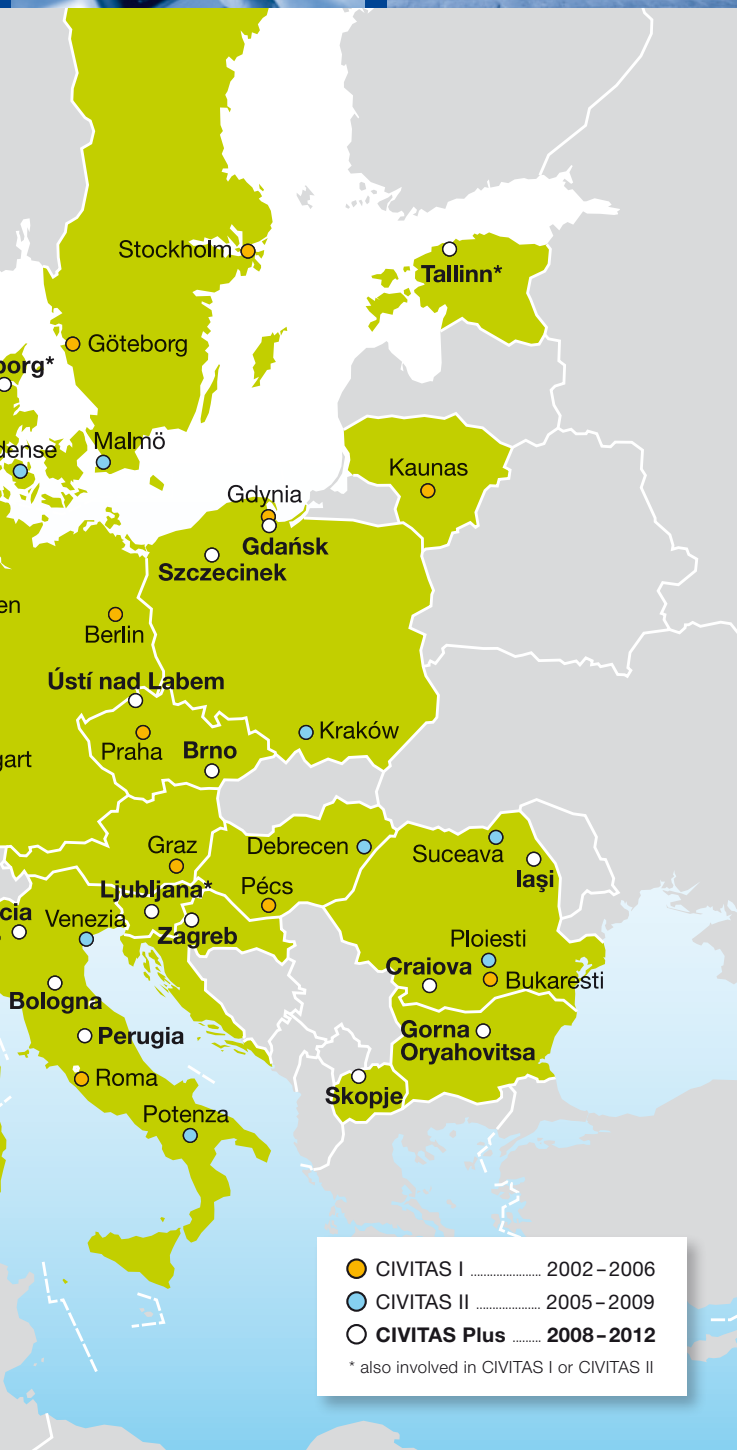 Stockholm
Tallinn*
Göteborg
borg*
Malmö
dense
Kaunas
Gdynia
Gdańsk
Szczecinek
en
Berlin
Ústí nad Labem
Kraków
Praha
Brno
gart
Graz
Debrecen
Suceava
Iaşi
Pécs
Ljubljana*
cia
Venezia
Zagreb
Ploiesti
Craiova
Bukaresti
Bologna
Gorna
Oryahovitsa
Perugia
Roma
Skopje
Potenza
CIVITAS I ..................... 2002–2006
CIVITAS II .................... 2005–2009
CIVITAS Plus ......... 2008–2012
* also involved in CIVITAS I or CIVITAS II